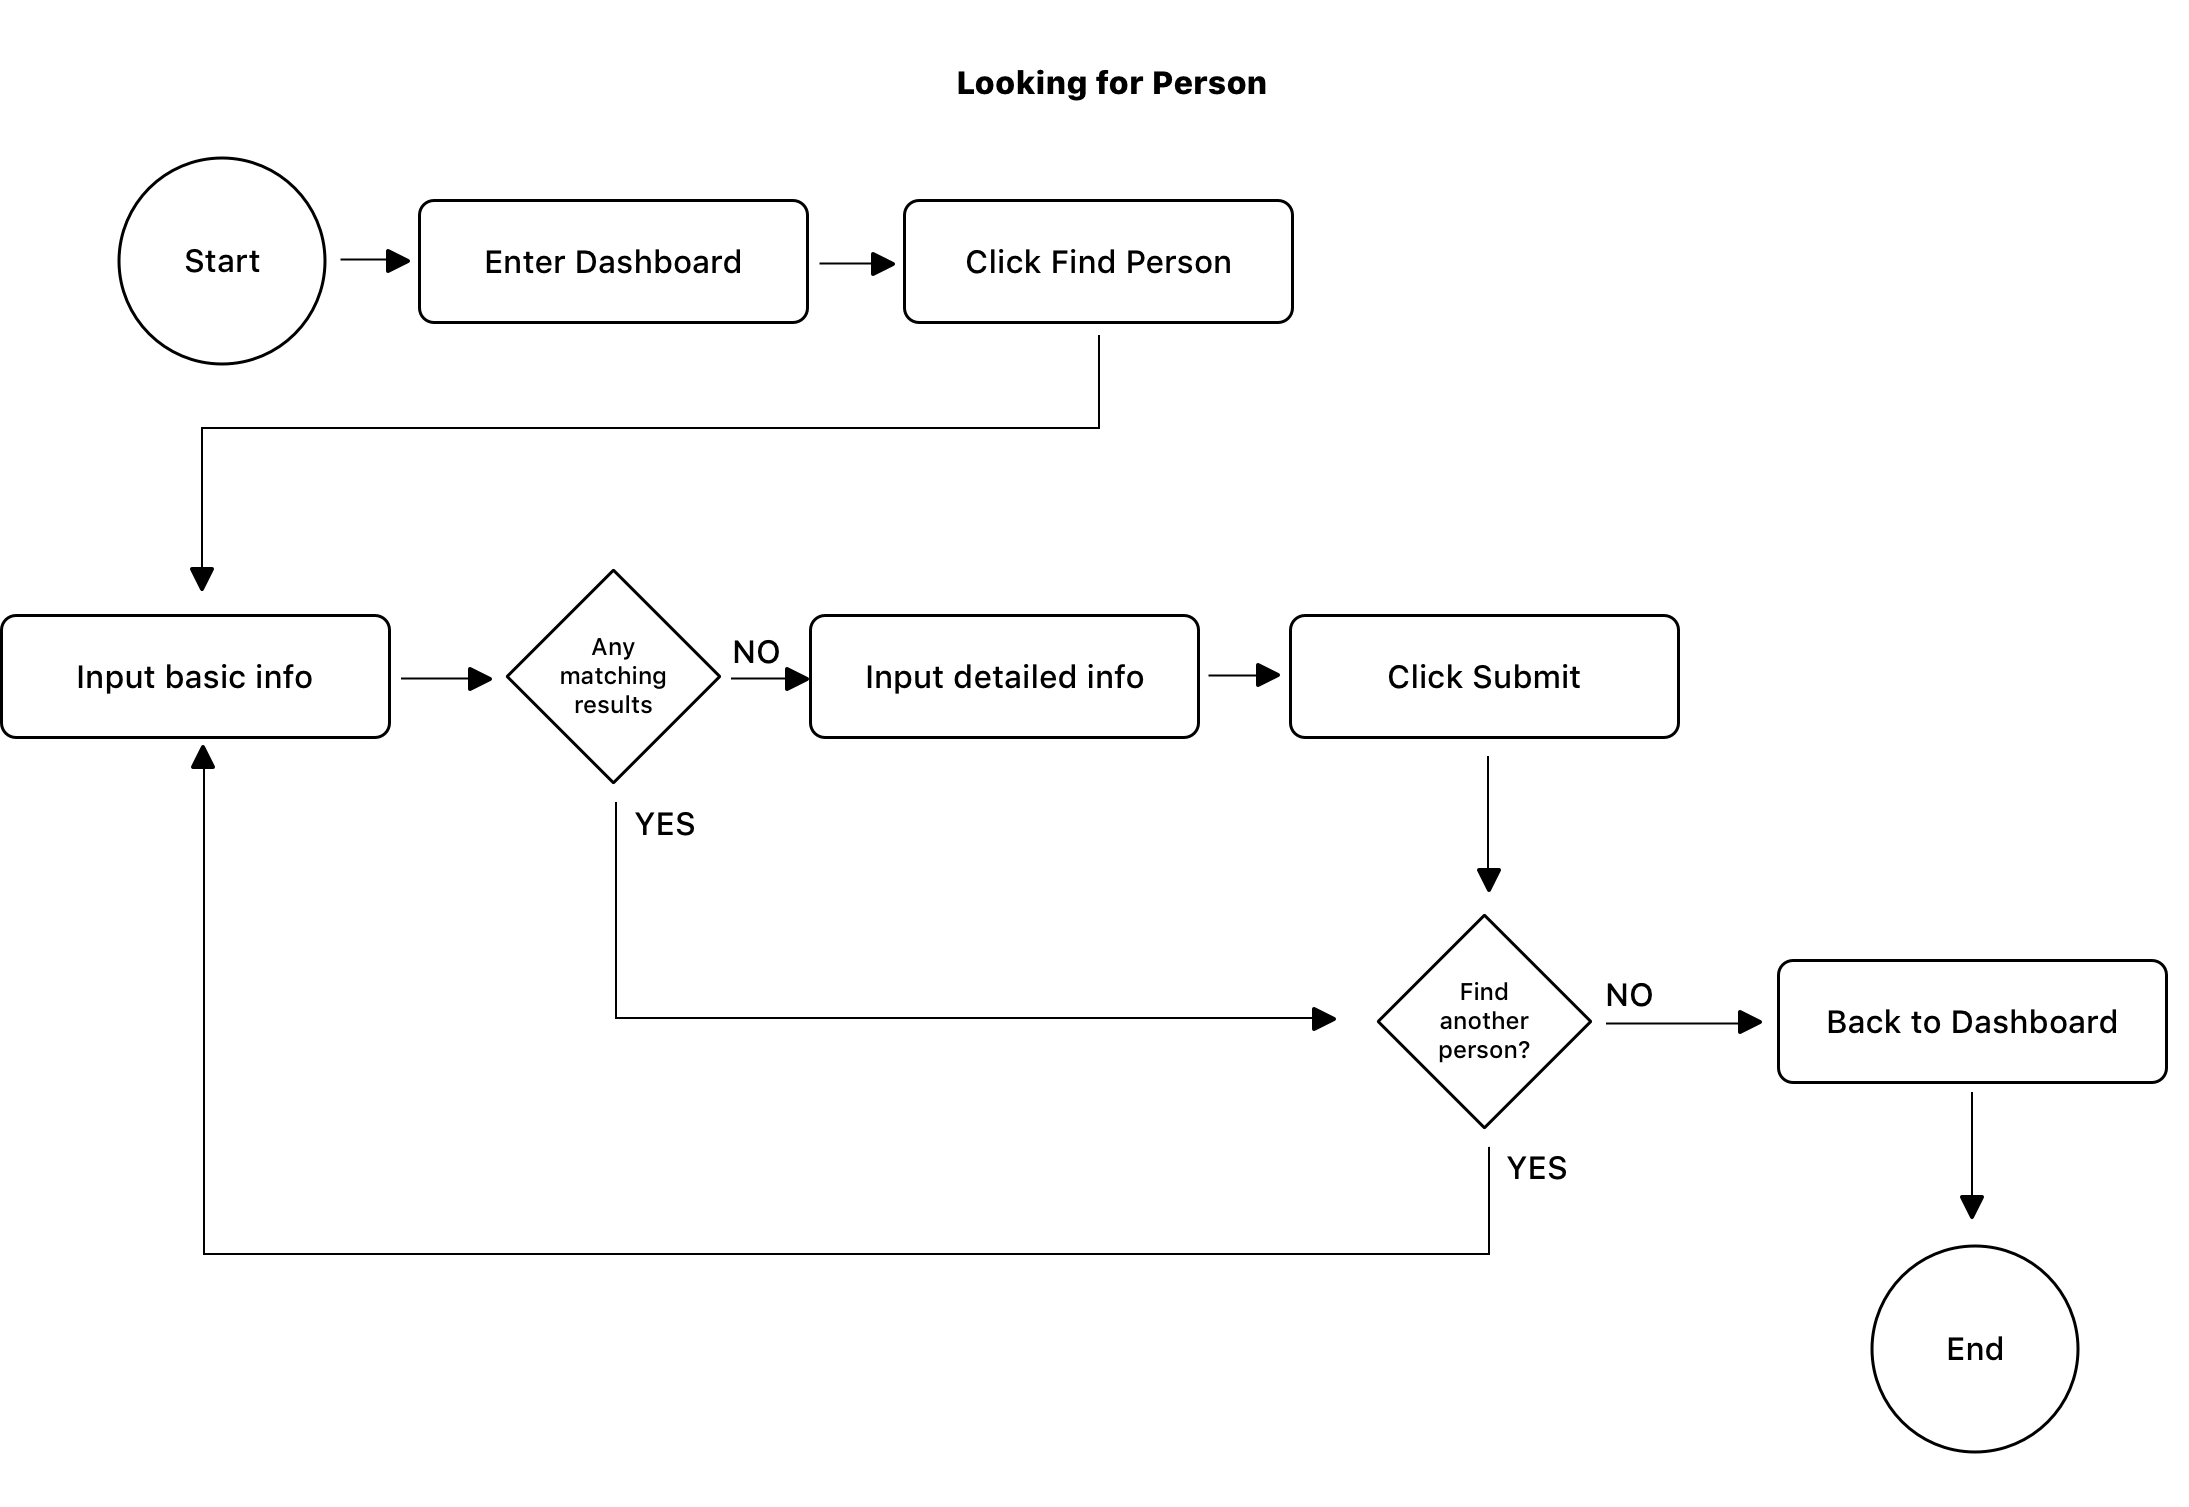 Looking for Person
Start
Enter Dashboard
Click Find Person
Input basic info
Any
matching
results
NO
Input detailed info
Click Submit
YES
Find
another
person?
NO
Back to Dashboard
YES
End